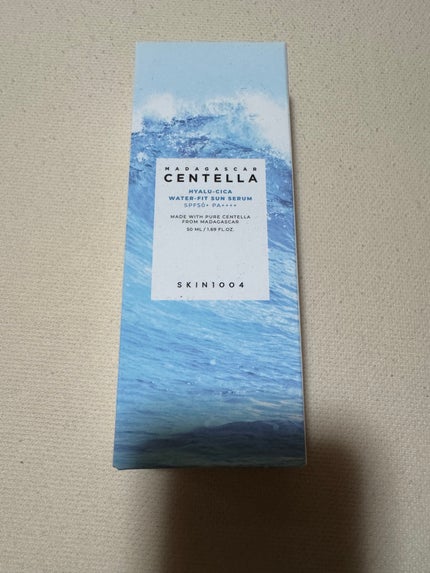 MADAGASCAR
CENTELLA
HYALU-CICA
WATER-FIT SUN SERUM
SPF50+ PA++++
MADE WITH PURE CENTELLA
FROM MADAGASCAR
50 ML / 1.69 FL.OZ.
SKIN1004